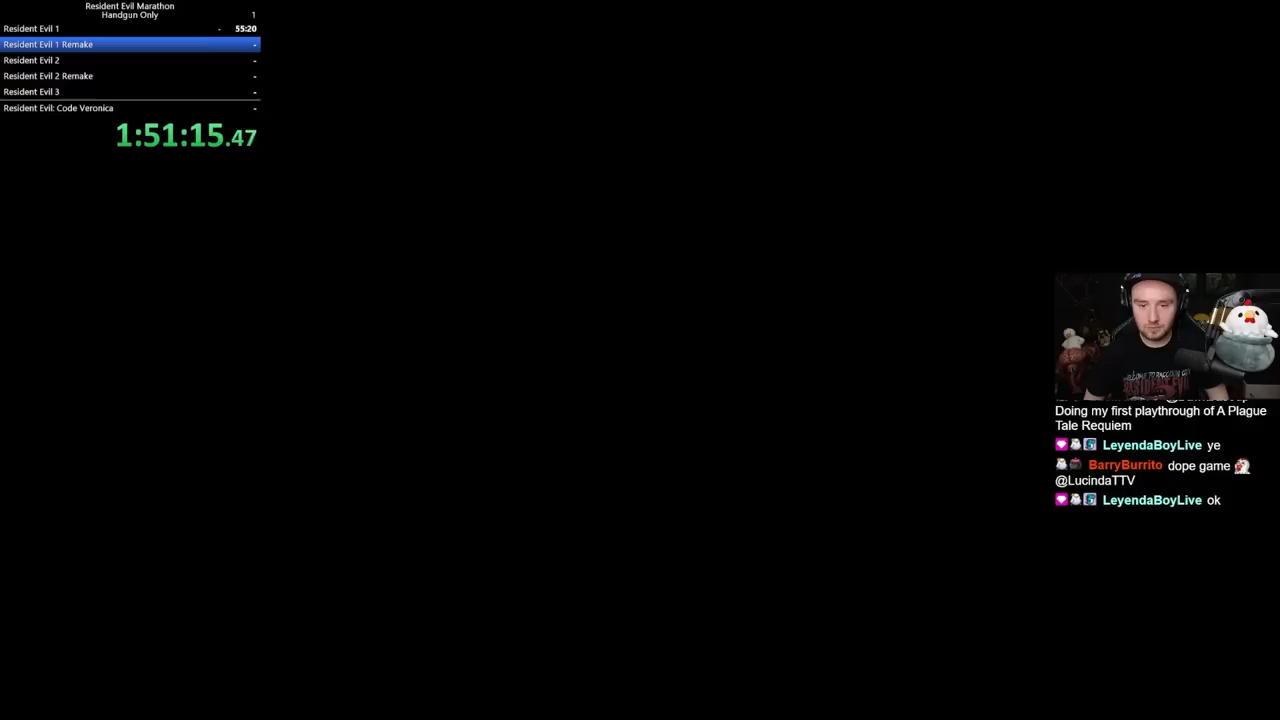 Resident Evil Marathon
Handgun Only
1
Resident Evil 1 - 55:20
Resident Evil 1 Remake -
Resident Evil 2 -
Resident Evil 2 Remake -
Resident Evil 3 -
Resident Evil: Code Veronica -
1:51:15.47
RESIDENT EVIL
Doing my first playthrough of A Plague
Tale Requiem
LeyendaBoyLive ye
BarryBurrito dope game
@LucindaTTV
LeyendaBoyLive ok